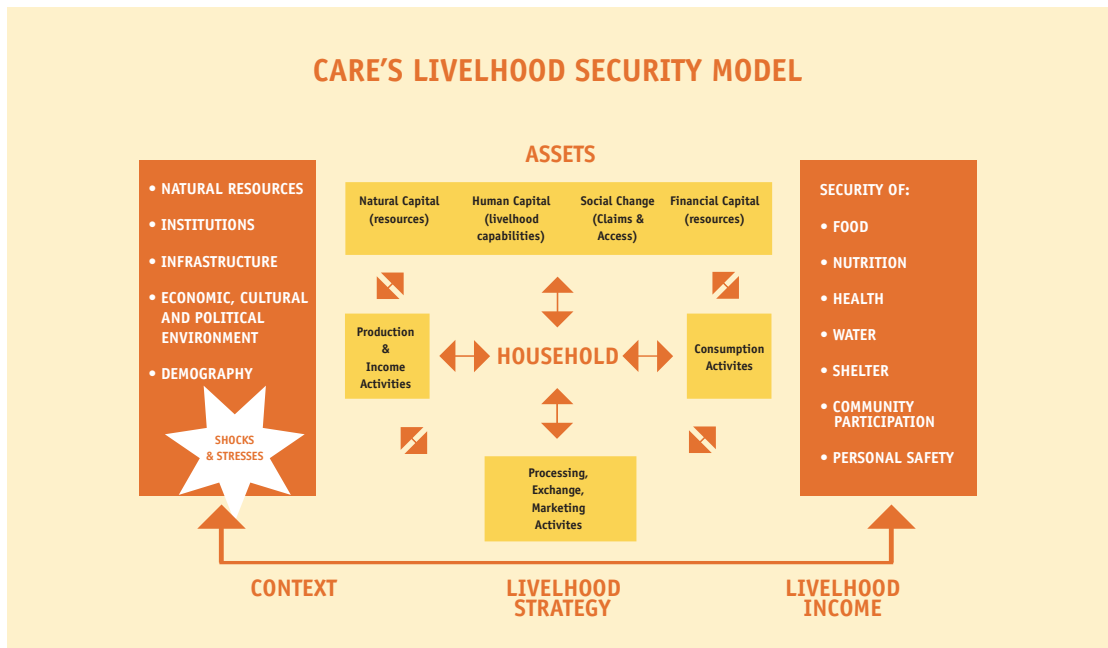 CARE'S LIVELHOOD SECURITY MODEL
ASSETS
• NATURAL RESOURCES
• INSTITUTIONS
• INFRASTRUCTURE
• ECONOMIC, CULTURAL
AND POLITICAL
ENVIRONMENT
• DEMOGRAPHY
SHOCKS
& STRESSES
Natural Capital
(resources)
Human Capital
(livelhood
capabilities)
Social Change
(Claims &
Access)
Financial Capital
(resources)
Production
&
Income
Activities
HOUSEHOLD
Consumption
Activites
Processing,
Exchange,
Marketing
Activites
SECURITY OF:
• FOOD
• NUTRITION
• HEALTH
• WATER
• SHELTER
• COMMUNITY
PARTICIPATION
• PERSONAL SAFETY
CONTEXT
LIVELHOOD
STRATEGY
LIVELHOOD
INCOME